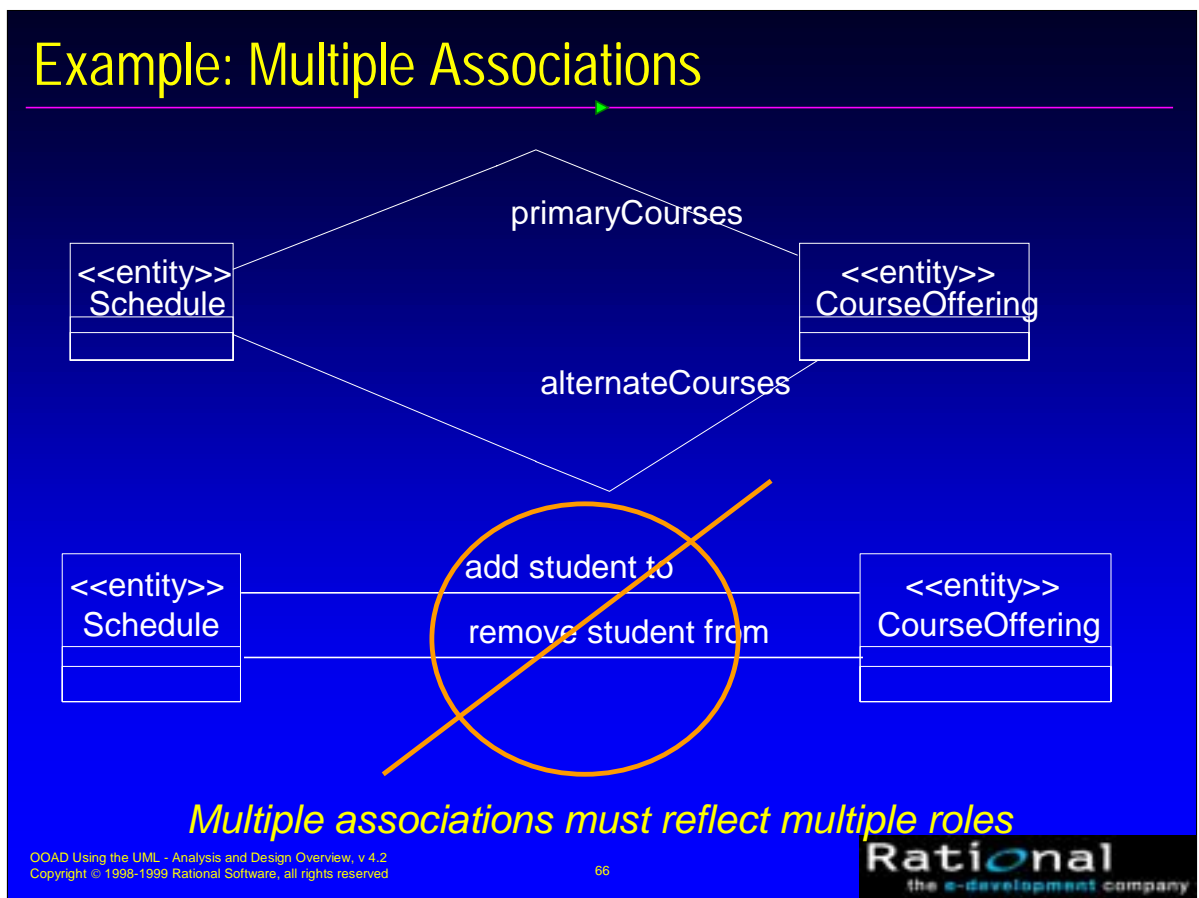 Example: Multiple Associations
primaryCourses
<<entity>>
Schedule
<<entity>>
CourseOffering
alternateCourses
add student to
<<entity>>
Schedule
<<entity>>
CourseOffering
remove student from
Multiple associations must reflect multiple roles
OOAD Using the UML - Analysis and Design Overview, v 4.2
Copyright © 1998-1999 Rational Software, all rights reserved
66
Rational
the e-development company